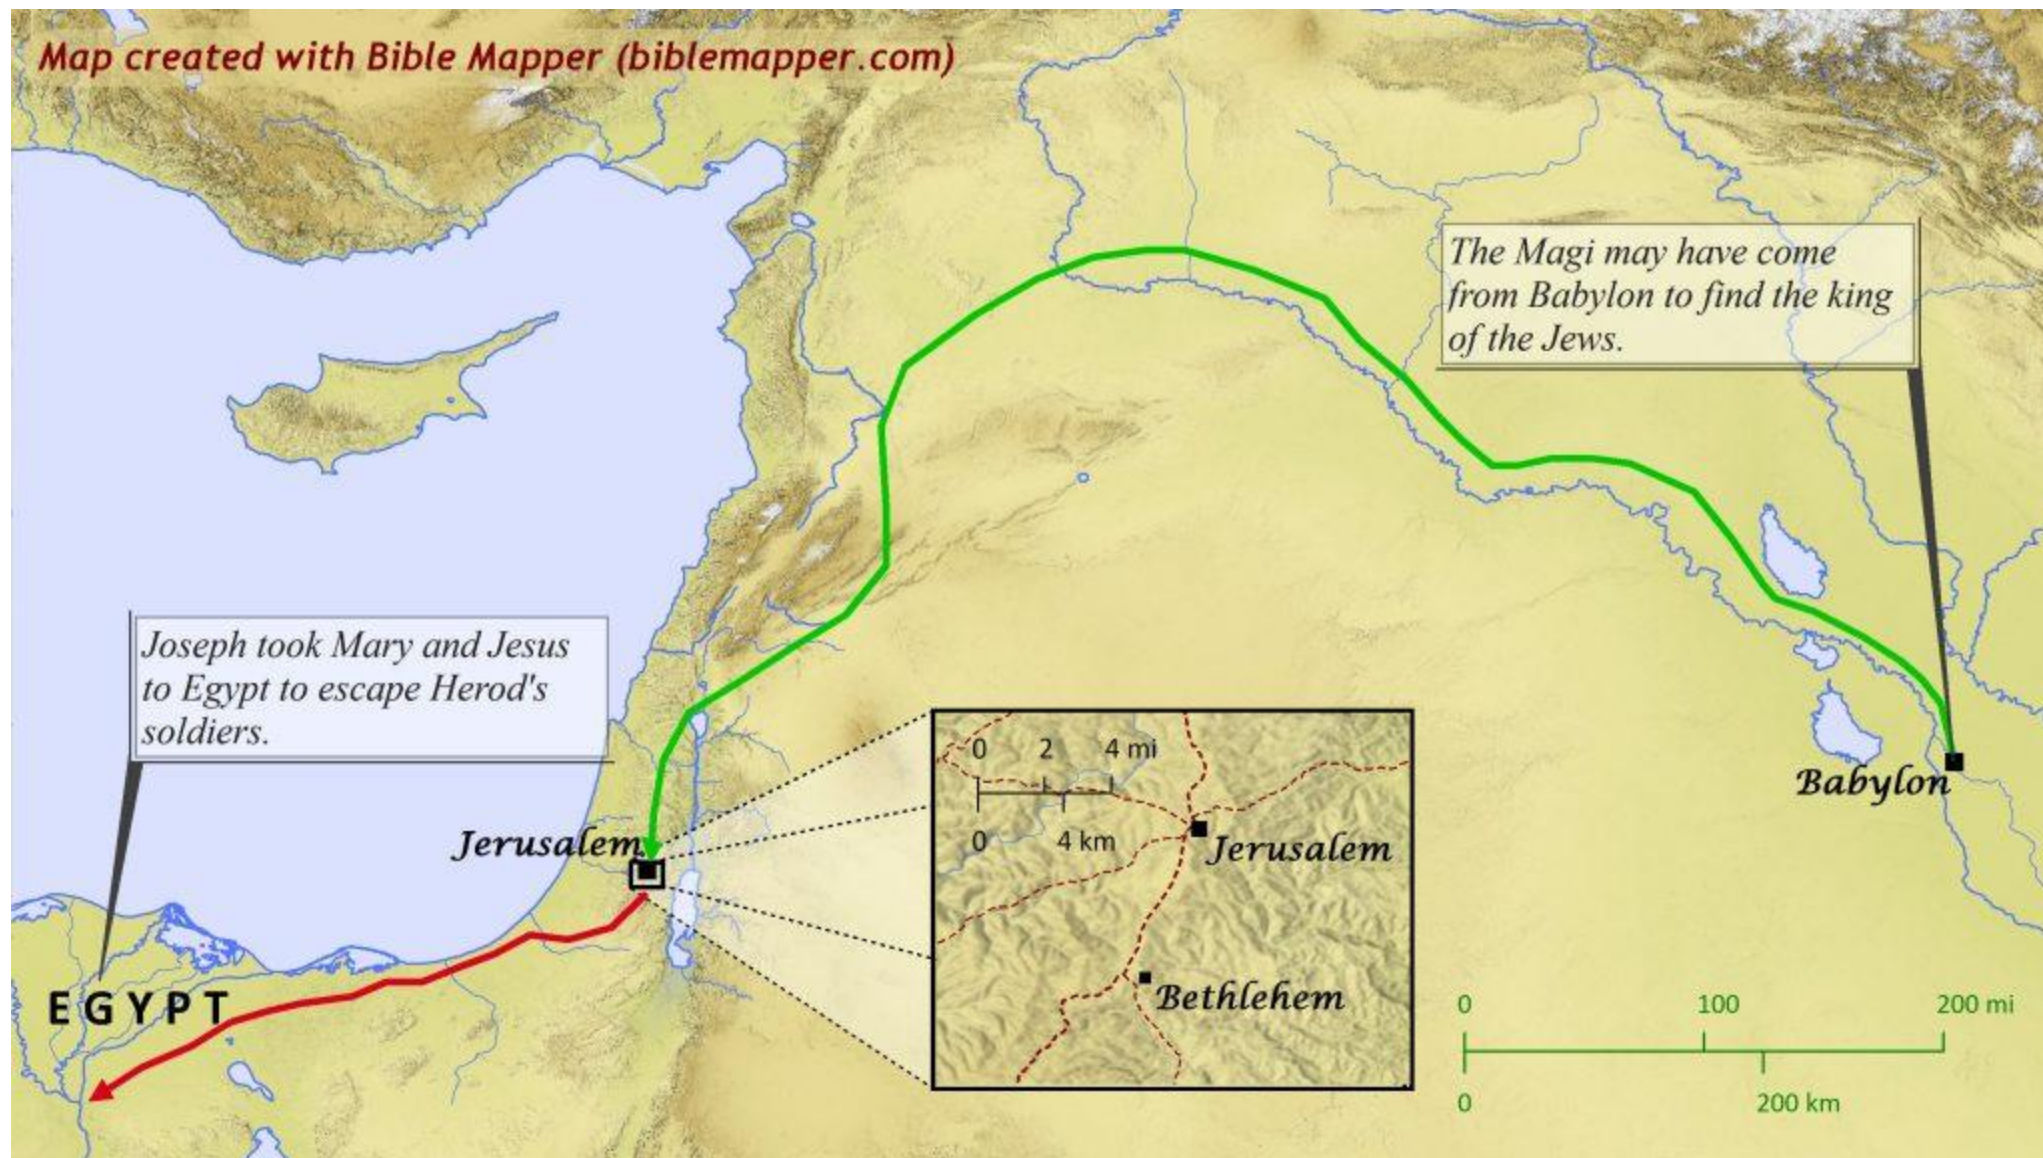 Map created with Bible Mapper (biblemapper.com)
The Magi may have come
from Babylon to find the king
of the Jews.
Joseph took Mary and Jesus
to Egypt to escape Herod's
soldiers.
0 2 4 mi
0 4 km
Jerusalem
Bethlehem
Babylon
Jerusalem
EGYPT
0 100 200 mi
0 200 km